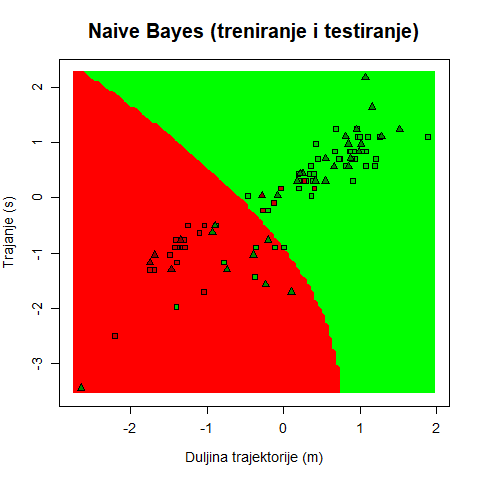 Naive Bayes (treniranje i testiranje)
2
1
0
-1
-2
-3
Trajanje (s)
-2 -1 0 1 2
Duljina trajektorije (m)